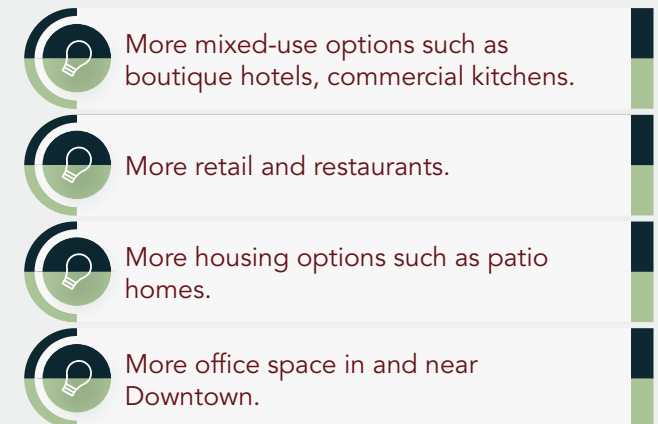 More mixed-use options such as
boutique hotels, commercial kitchens.
More retail and restaurants.
More housing options such as patio
homes.
More office space in and near
Downtown.